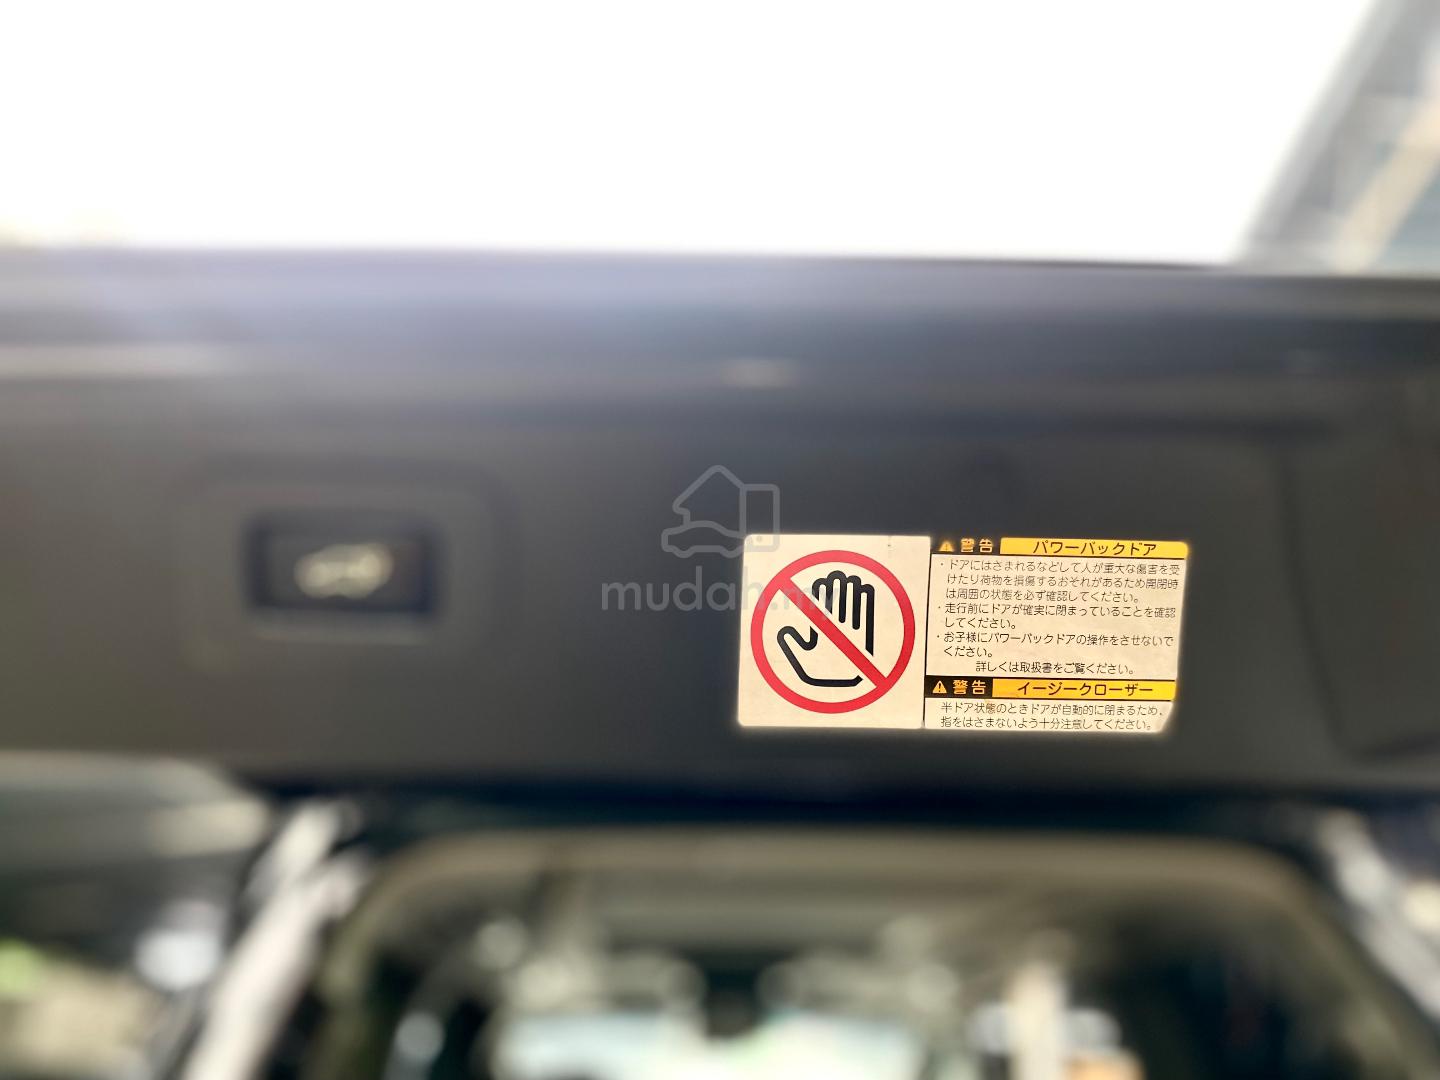 mudah.my
警告 パワーバックドア
・ドアにはさまれるなどして人が重大な傷害を受
けたり荷物を損傷するおそれがあるため開閉時
は周囲の状態を必ず確認してください。
・走行前にドアが確実に閉まっていることを確認
してください。
・お子様にパワーバックドアの操作をさせないで
ください。
詳しくは取扱書をご覧ください。
警告 イージークローザー
半ドア状態のときドアが自動的に閉まるため、
指をはさまないよう十分注意してください。